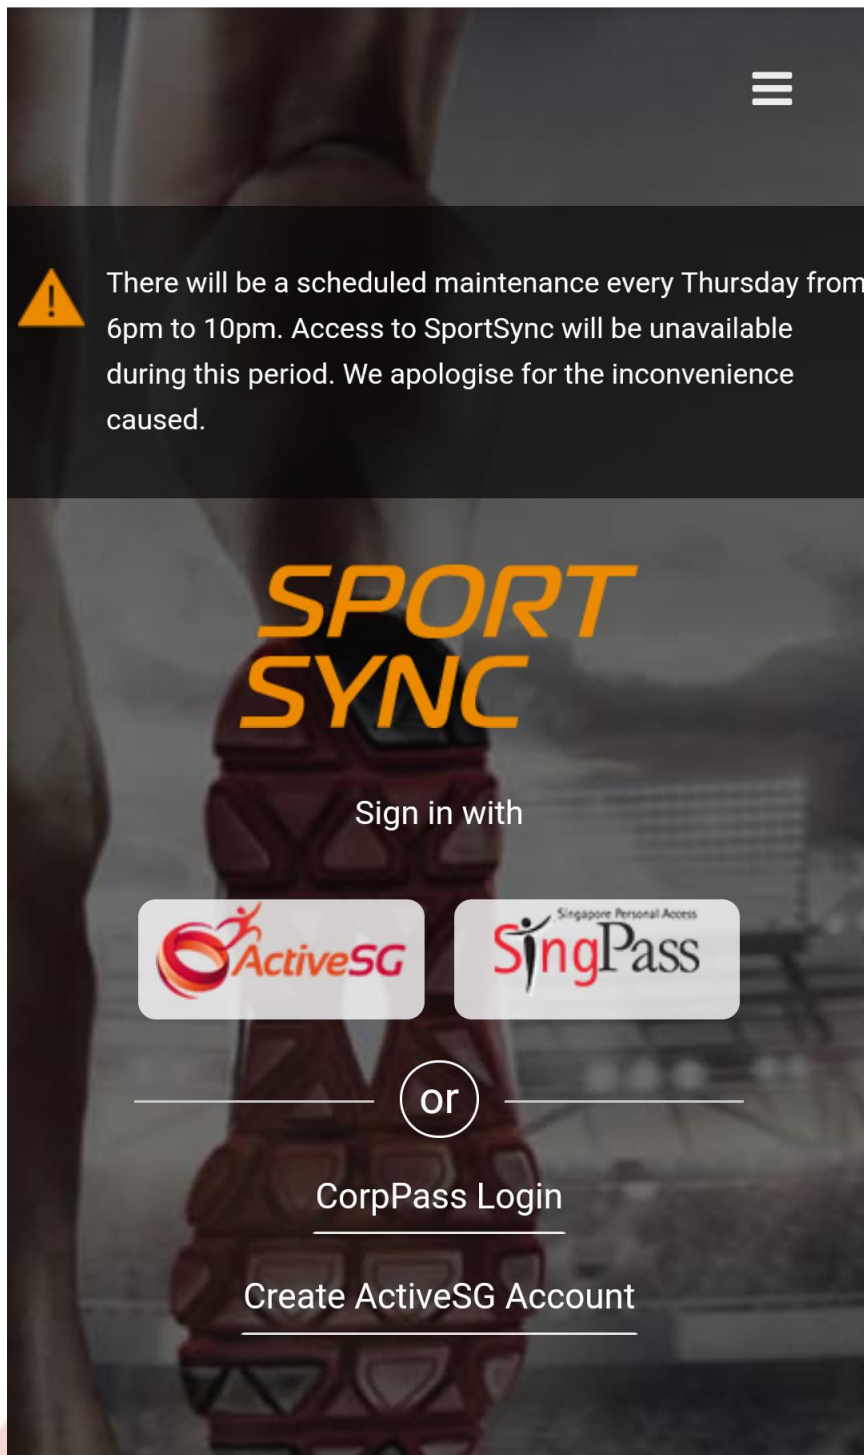 There will be a scheduled maintenance every Thursday from
6pm to 10pm. Access to SportSync will be unavailable
during this period. We apologise for the inconvenience
caused.
SPORT
SYNC
Sign in with
ActiveSG
Singapore Personal Access
SingPass
or
CorpPass Login
Create ActiveSG Account